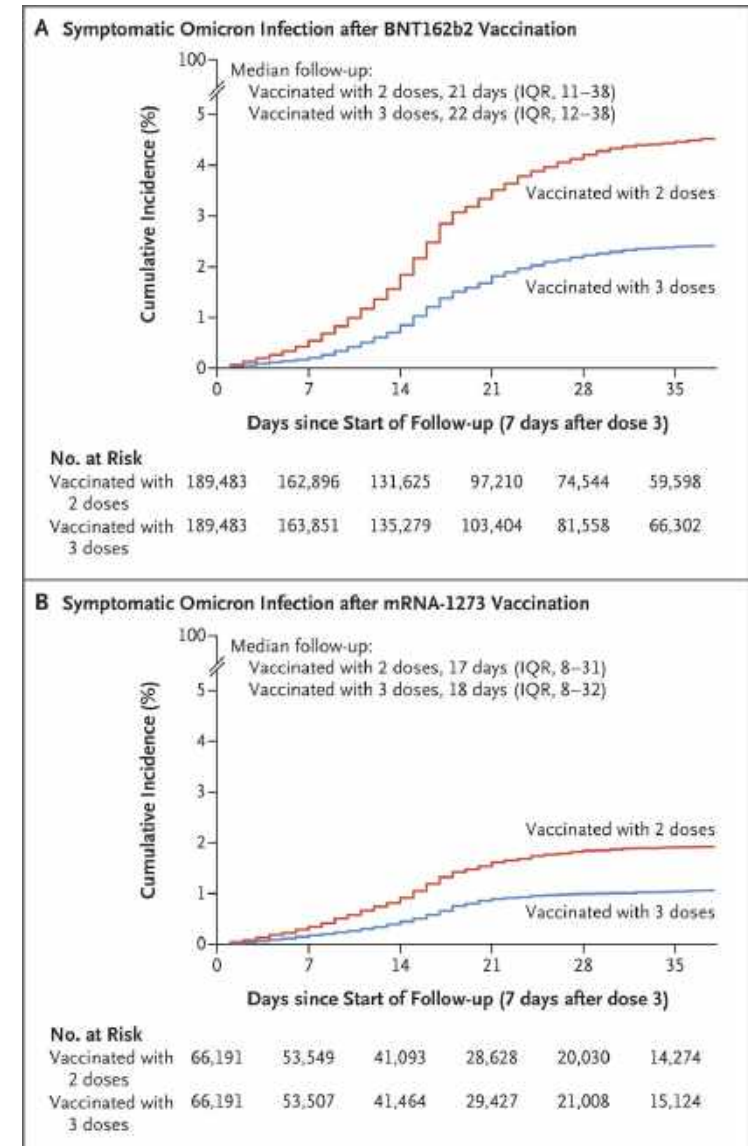 A Symptomatic Omicron Infection after BNT162b2 Vaccination
100
Median follow-up:
Vaccinated with 2 doses, 21 days (IQR, 11–38)
Vaccinated with 3 doses, 22 days (IQR, 12–38)
5
4
3
2
1
0
Cumulative Incidence (%)
Vaccinated with 2 doses
Vaccinated with 3 doses
0 7 14 21 28 35
Days since Start of Follow-up (7 days after dose 3)
No. at Risk
Vaccinated with 2 doses 189,483 162,896 131,625 97,210 74,544 59,598
Vaccinated with 3 doses 189,483 163,851 135,279 103,404 81,558 66,302
B Symptomatic Omicron Infection after mRNA-1273 Vaccination
100
Median follow-up:
Vaccinated with 2 doses, 17 days (IQR, 8–31)
Vaccinated with 3 doses, 18 days (IQR, 8–32)
5
4
3
2
1
0
Cumulative Incidence (%)
Vaccinated with 2 doses
Vaccinated with 3 doses
0 7 14 21 28 35
Days since Start of Follow-up (7 days after dose 3)
No. at Risk
Vaccinated with 2 doses 66,191 53,549 41,093 28,628 20,030 14,274
Vaccinated with 3 doses 66,191 53,507 41,464 29,427 21,008 15,124